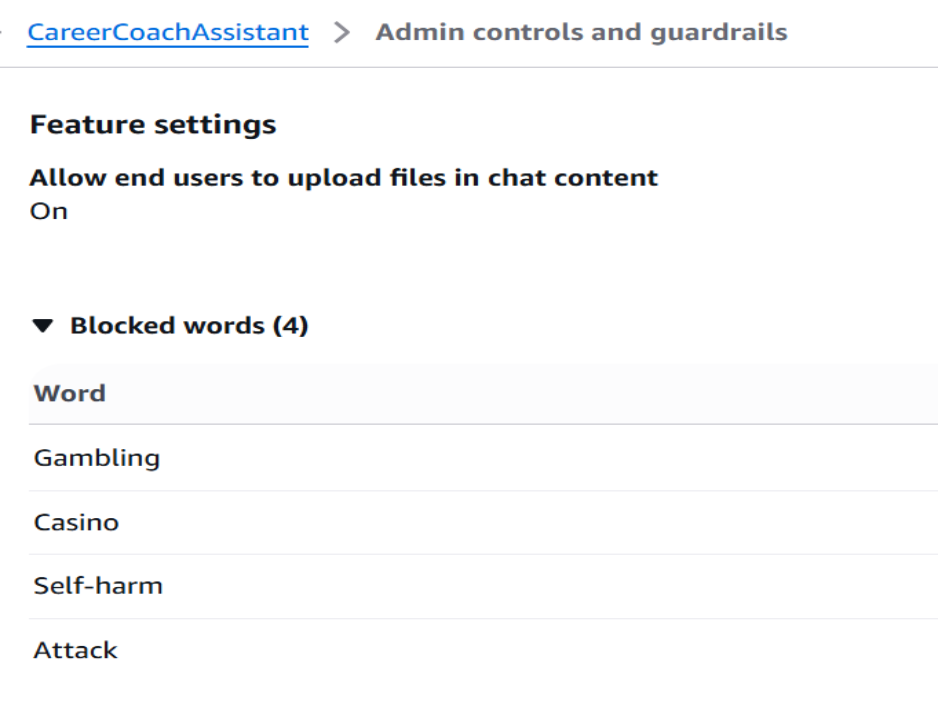 CareerCoachAssistant > Admin controls and guardrails
Feature settings
Allow end users to upload files in chat content
On
Blocked words (4)
Word
Gambling
Casino
Self-harm
Attack